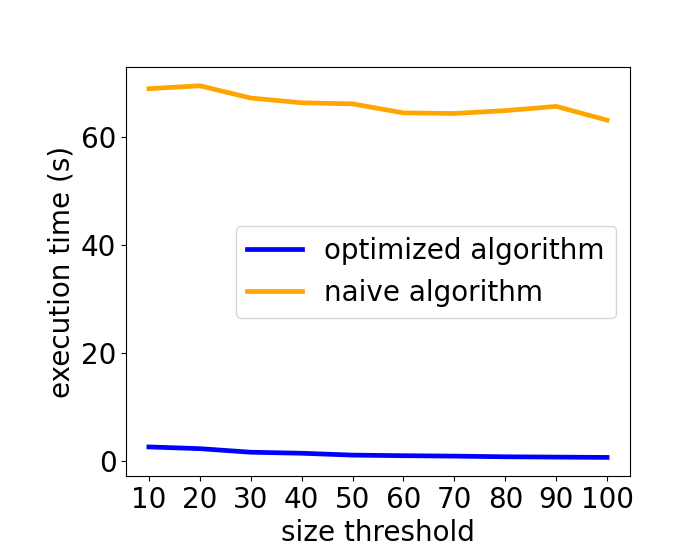 execution time (s)
60
40
20
0
optimized algorithm
naive algorithm
10 20 30 40 50 60 70 80 90 100
size threshold